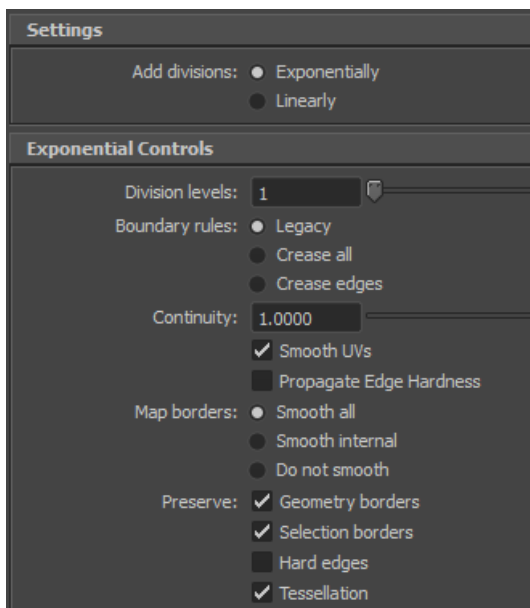 Settings
Add divisions: Exponentially
Linearly
Exponential Controls
Division levels: 1
Boundary rules: Legacy
Crease all
Crease edges
Continuity: 1.0000
Smooth UVs
Propagate Edge Hardness
Map borders: Smooth all
Smooth internal
Do not smooth
Preserve: Geometry borders
Selection borders
Hard edges
Tessellation